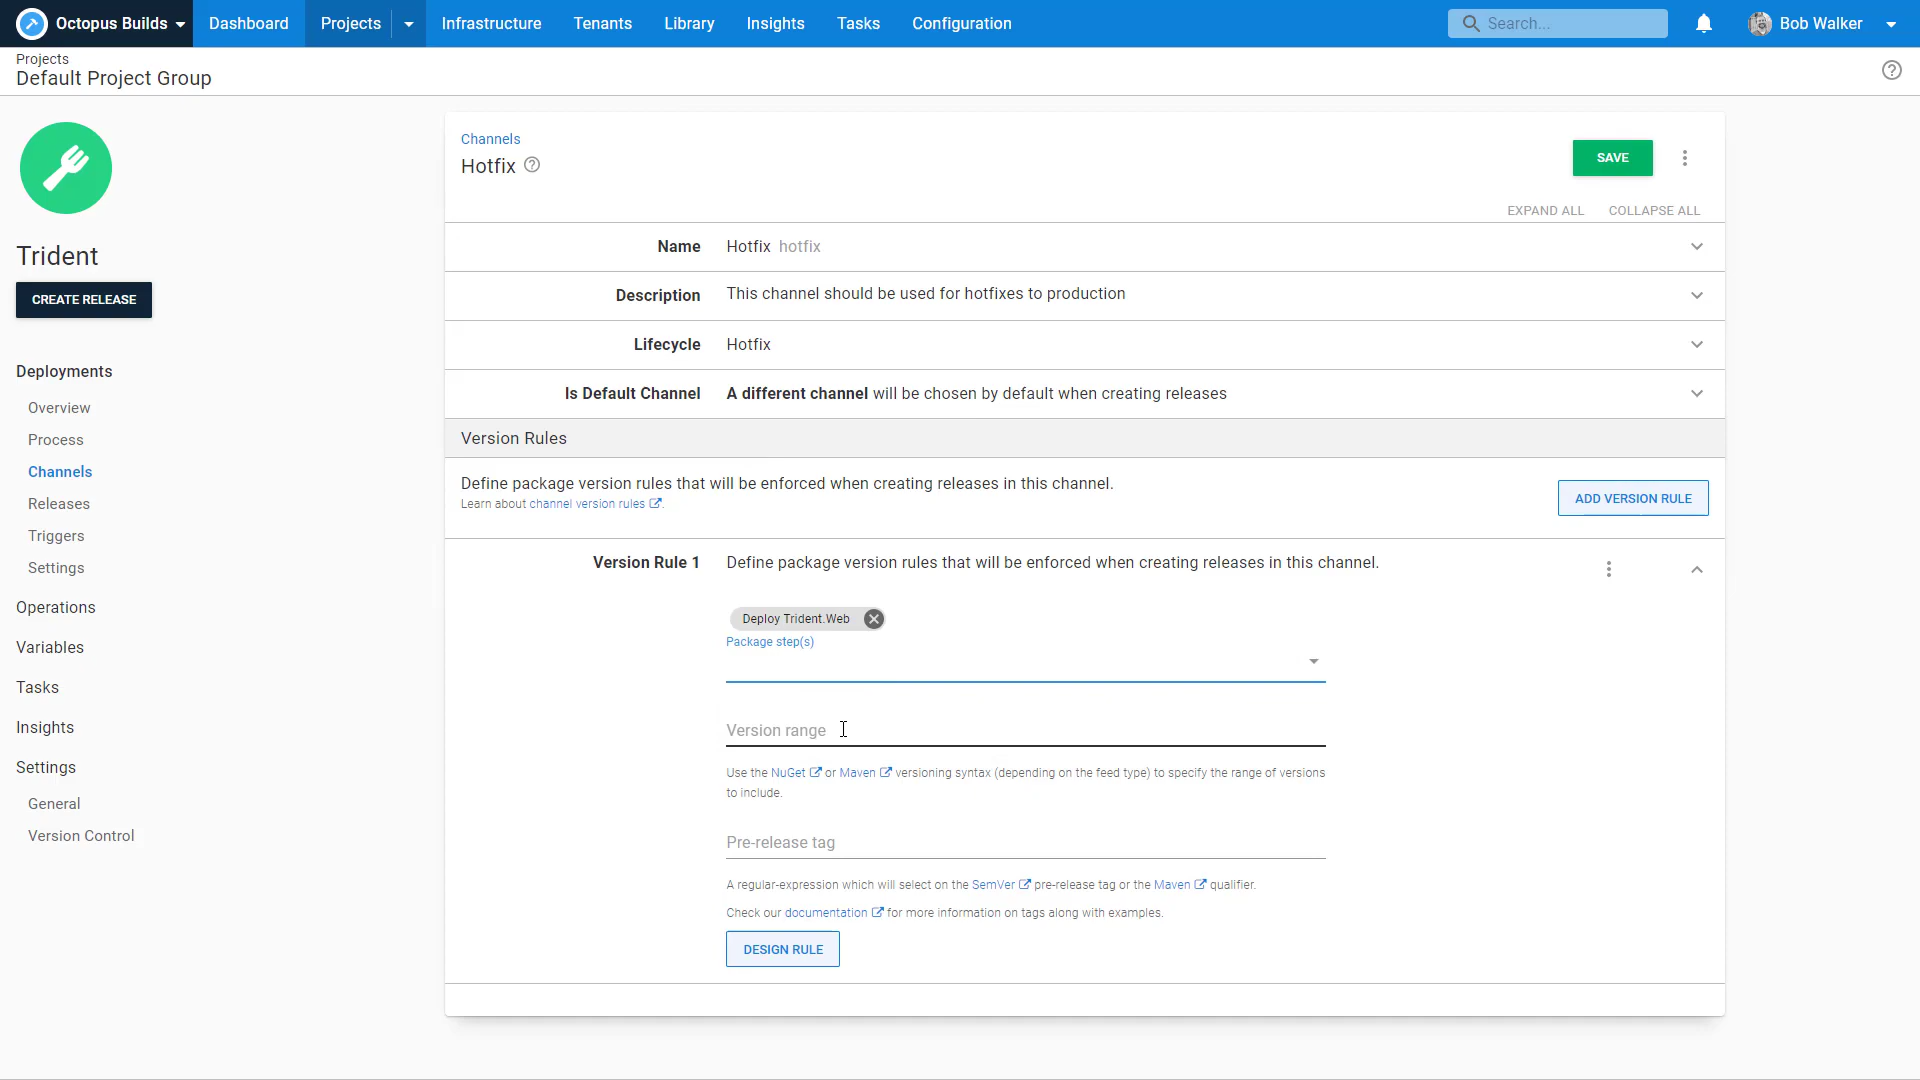 Octopus Builds
Dashboard
Projects
Infrastructure
Tenants
Library
Insights
Tasks
Configuration
Search...
Bob Walker
Projects
Default Project Group
Trident
CREATE RELEASE
Deployments
Overview
Process
Channels
Releases
Triggers
Settings
Operations
Variables
Tasks
Insights
Settings
General
Version Control
Channels
Hotfix
SAVE
EXPAND ALL
COLLAPSE ALL
Name Hotfix hotfix
Description This channel should be used for hotfixes to production
Lifecycle Hotfix
Is Default Channel A different channel will be chosen by default when creating releases
Version Rules
Define package version rules that will be enforced when creating releases in this channel.
Learn about channel version rules.
ADD VERSION RULE
Version Rule 1 Define package version rules that will be enforced when creating releases in this channel.
Deploy Trident.Web
Package step(s)
Version range
Use the NuGet or Maven versioning syntax (depending on the feed type) to specify the range of versions
to include.
Pre-release tag
A regular-expression which will select on the SemVer pre-release tag or the Maven qualifier.
Check our documentation for more information on tags along with examples.
DESIGN RULE